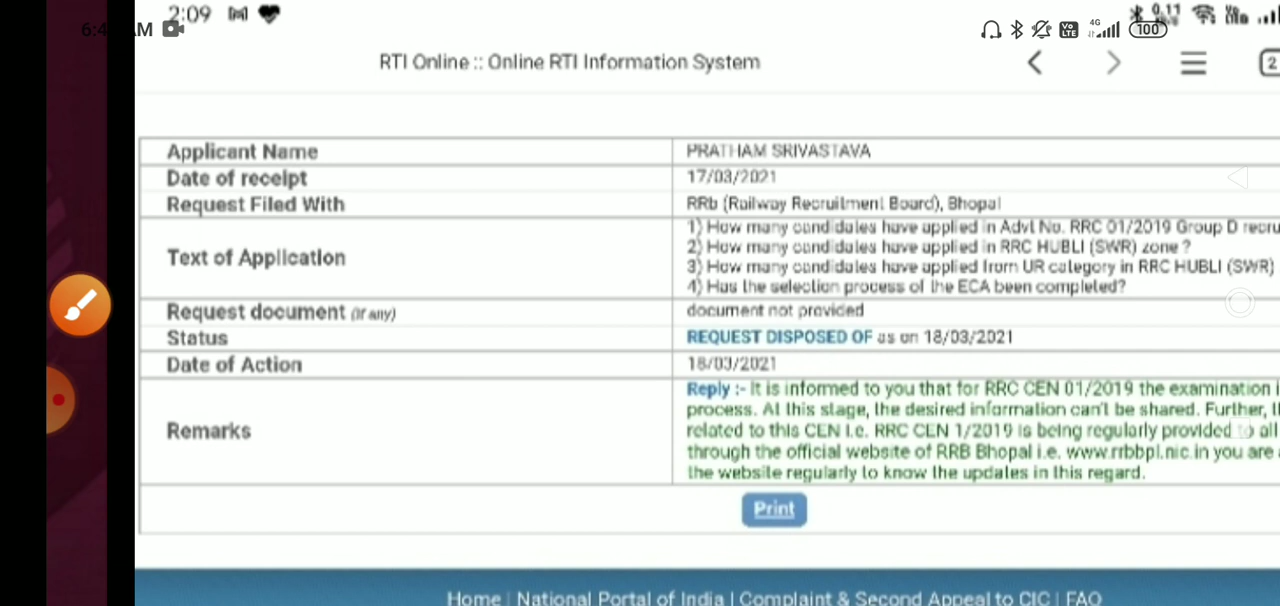 2:09
6:4 AM
4G
100
0.11
RTI Online :: Online RTI Information System
2
Applicant Name PRATHAM SRIVASTAVA
Date of receipt 17/03/2021
Request Filed With RRb (Railway Recruitment Board), Bhopal
Text of Application
1) How many candidates have applied in Advt No. RRC 01/2019 Group D recru
2) How many candidates have applied in RRC HUBLI (SWR) zone ?
3) How many candidates have applied from UR category in RRC HUBLI (SWR)
4) Has the selection process of the ECA been completed?
Request document (if any) document not provided
Status REQUEST DISPOSED OF as on 18/03/2021
Date of Action 18/03/2021
Remarks
Reply :- It is informed to you that for RRC CEN 01/2019 the examination i
process. At this stage, the desired information can't be shared. Further, t
related to this CEN i.e. RRC CEN 1/2019 is being regularly provided to all
through the official website of RRB Bhopal i.e. www.rrbbpl.nic.in you are
the website regularly to know the updates in this regard.
Print
Home | National Portal of India | Complaint & Second Appeal to CIC | FAQ